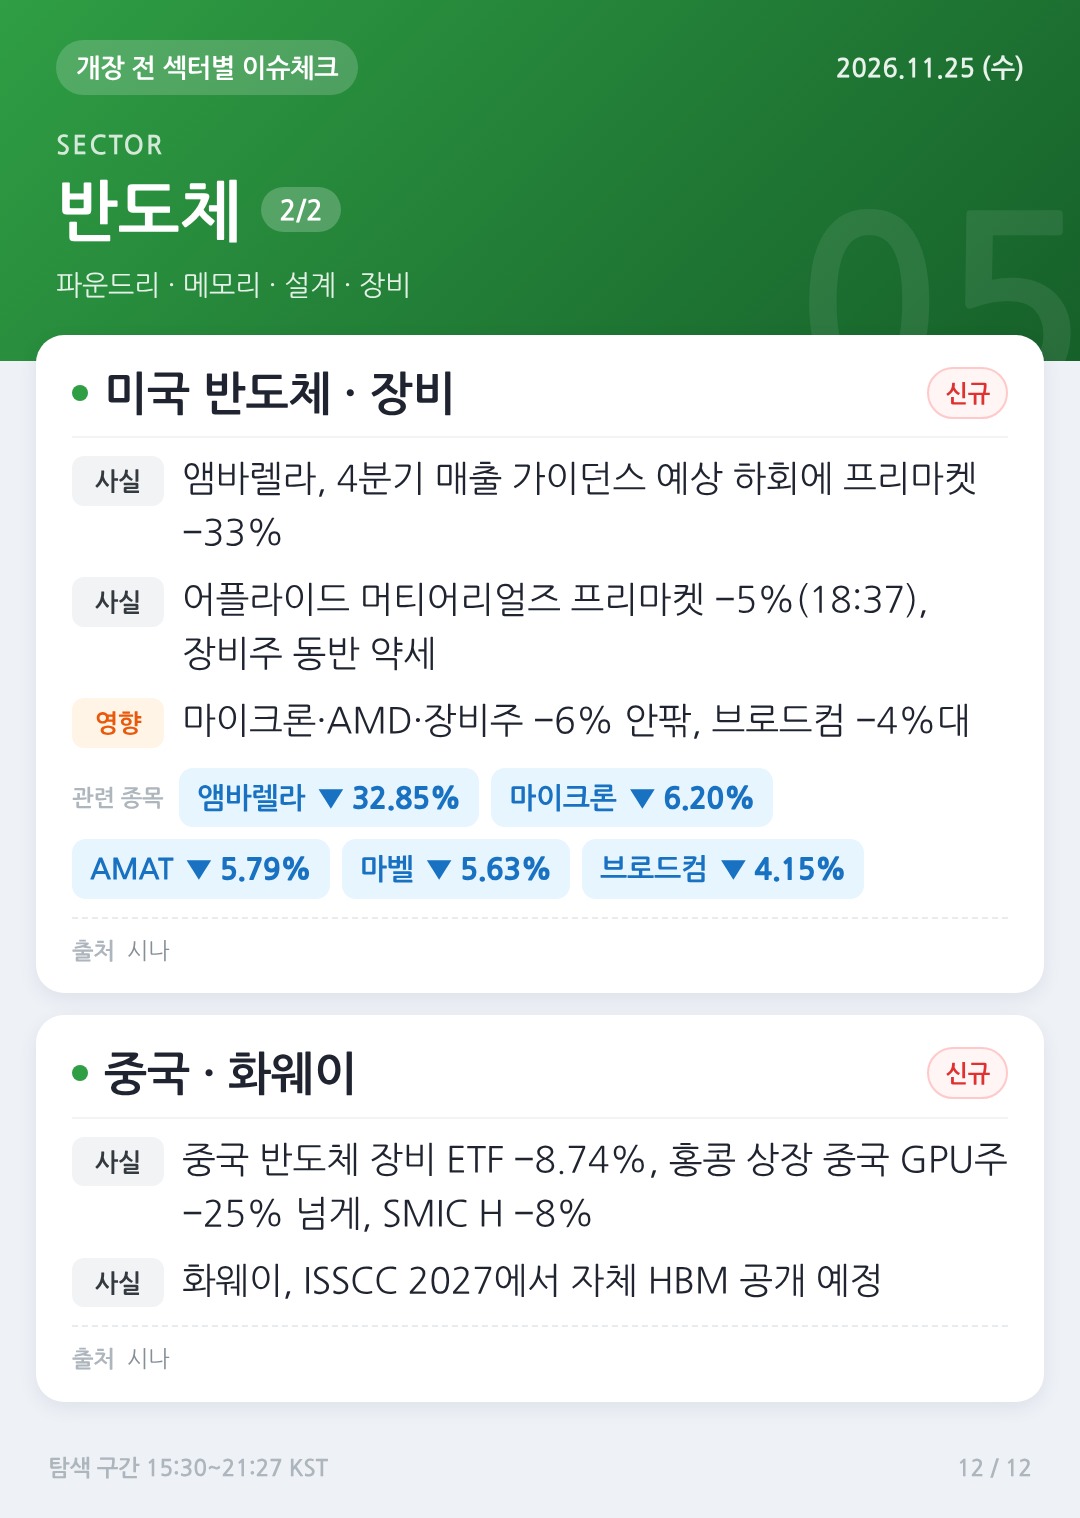 개장 전 섹터별 이슈체크
2026.11.25 (수)
SECTOR
반도체 2/2
파운드리 · 메모리 · 설계 · 장비
05
미국 반도체 · 장비 신규
사실 앰바렐라, 4분기 매출 가이던스 예상 하회에 프리마켓
−33%
사실 어플라이드 머티어리얼즈 프리마켓 −5%(18:37),
장비주 동반 약세
영향 마이크론·AMD·장비주 −6% 안팎, 브로드컴 −4%대
관련 종목 앰바렐라 ▼ 32.85% 마이크론 ▼ 6.20%
AMAT ▼ 5.79% 마벨 ▼ 5.63% 브로드컴 ▼ 4.15%
출처 시나
중국 · 화웨이 신규
사실 중국 반도체 장비 ETF −8.74%, 홍콩 상장 중국 GPU주
−25% 넘게, SMIC H −8%
사실 화웨이, ISSCC 2027에서 자체 HBM 공개 예정
출처 시나
탐색 구간 15:30~21:27 KST
12 / 12